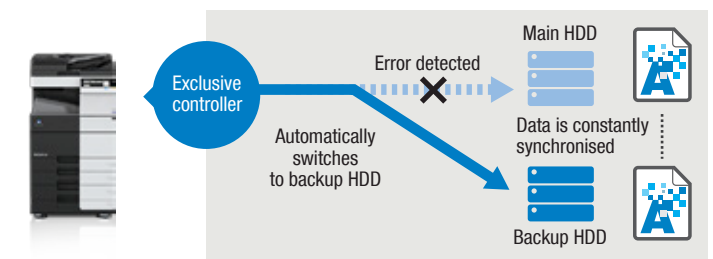 Main HDD
Error detected
Exclusive
controller
Automatically
switches
to backup HDD
Data is constantly
synchronised
Backup HDD
A
A